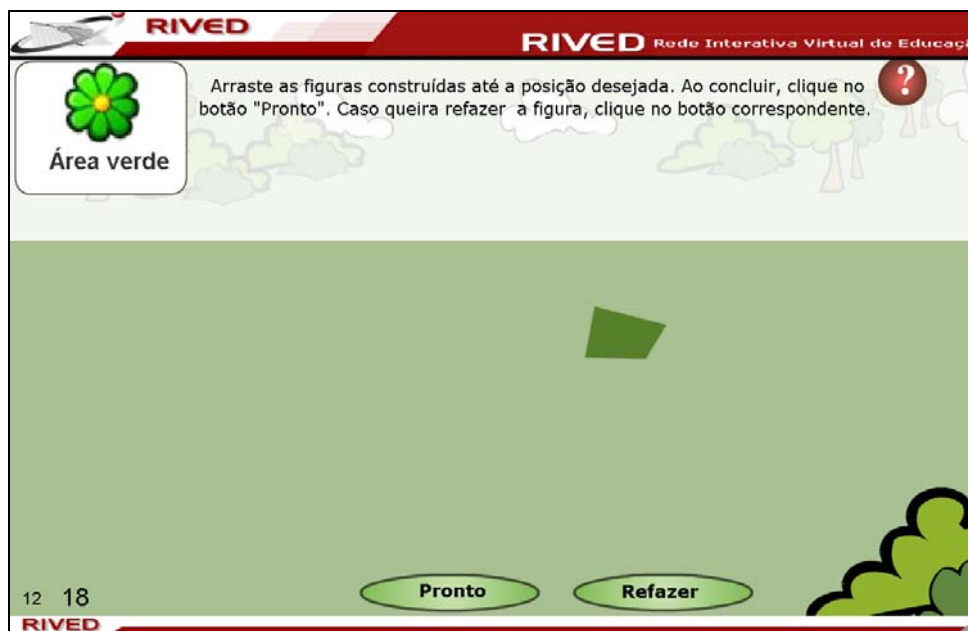 RIVED
RIVED Rede Interativa Virtual de Educaçã
Arraste as figuras construídas até a posição desejada. Ao concluir, clique no
botão "Pronto". Caso queira refazer a figura, clique no botão correspondente.
?
Área verde
12 18
Pronto
Refazer
RIVED